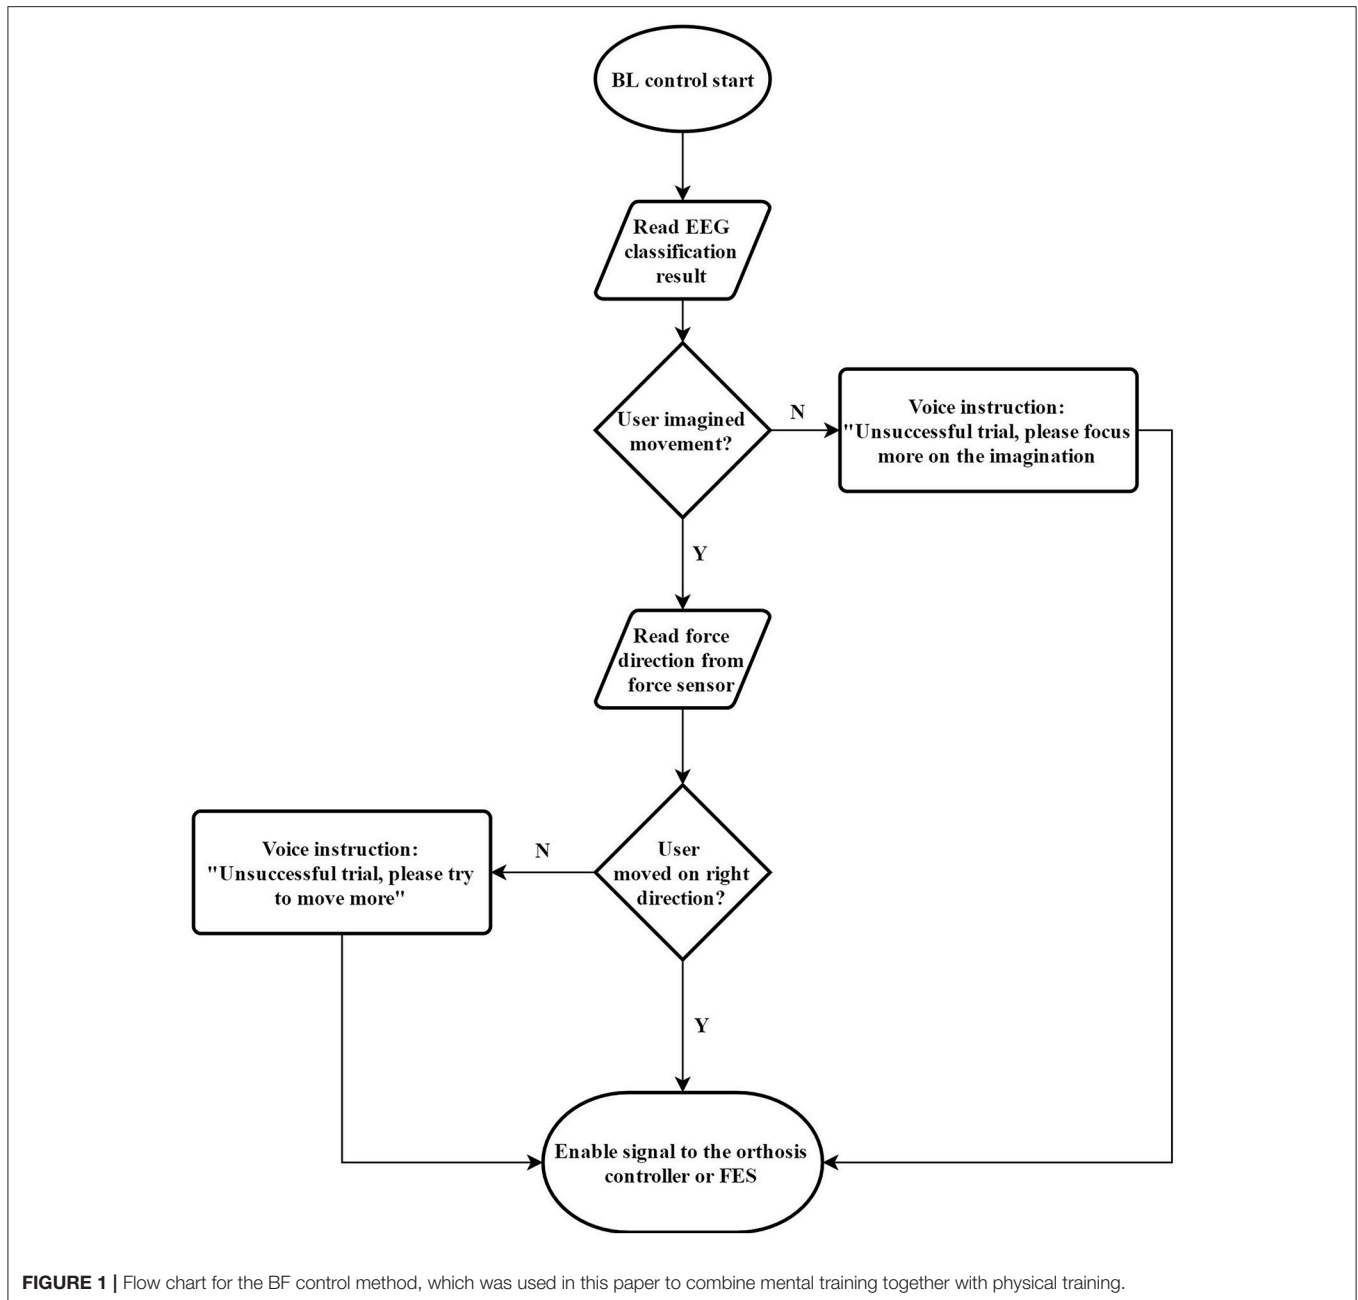 BL control start
Read EEG
classification
result
User imagined
movement?
N
Voice instruction:
"Unsuccessful trial, please focus
more on the imagination
Y
Read force
direction from
force sensor
User
moved on right
direction?
N
Voice instruction:
"Unsuccessful trial, please try
to move more"
Y
Enable signal to the orthosis
controller or FES
FIGURE 1 | Flow chart for the BF control method, which was used in this paper to combine mental training together with physical training.